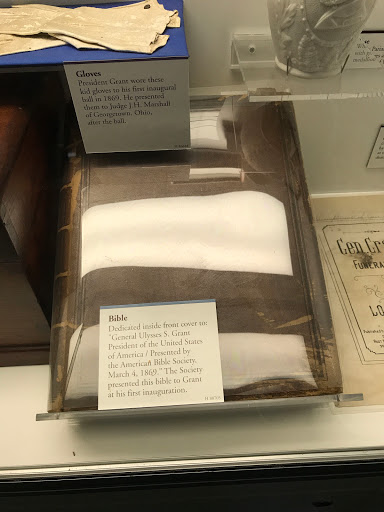 Gloves
President Grant wore these
kid gloves to his first inaugural
ball in 1869. He presented
them to Judge J.H. Marshall
of Georgetown, Ohio,
after the ball.
Bible
Dedicated inside front cover to:
General Ulysses S. Grant
President of the United States
of America / Presented by
the American Bible Society,
March 4, 1869." The Society
presented this bible to Grant
at his first inauguration.
Gen. Gr
FUNERA
LO